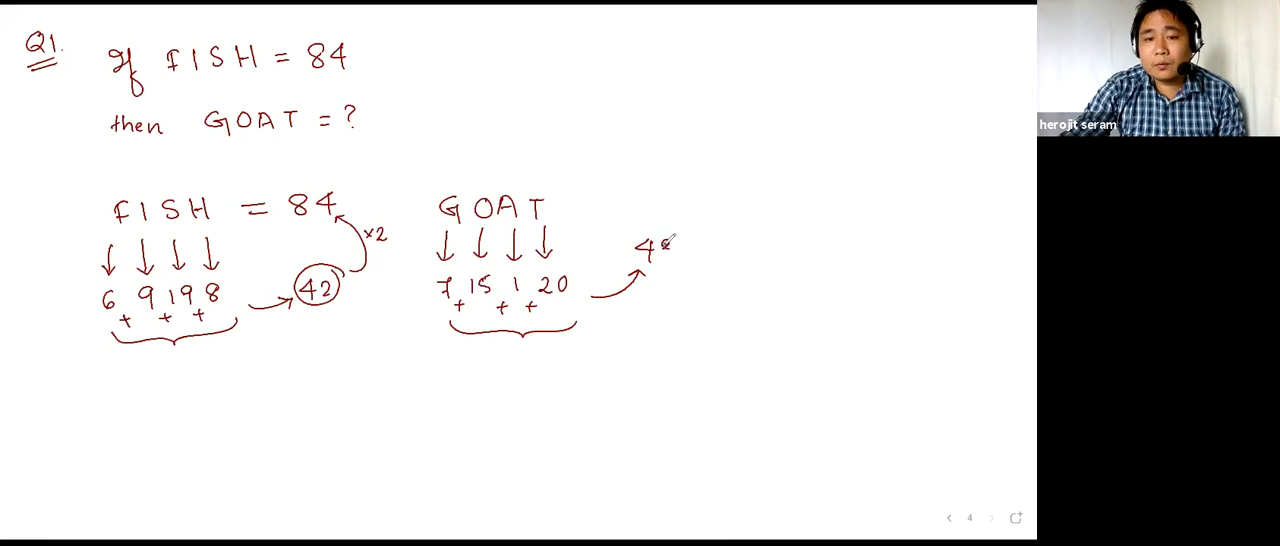 Q1.
If FISH = 84
then GOAT = ?
FISH = 84
×2
6 9 19 8
+ + +
42
GOAT
7 15 1 20
+ + +
4
herojit seram
4